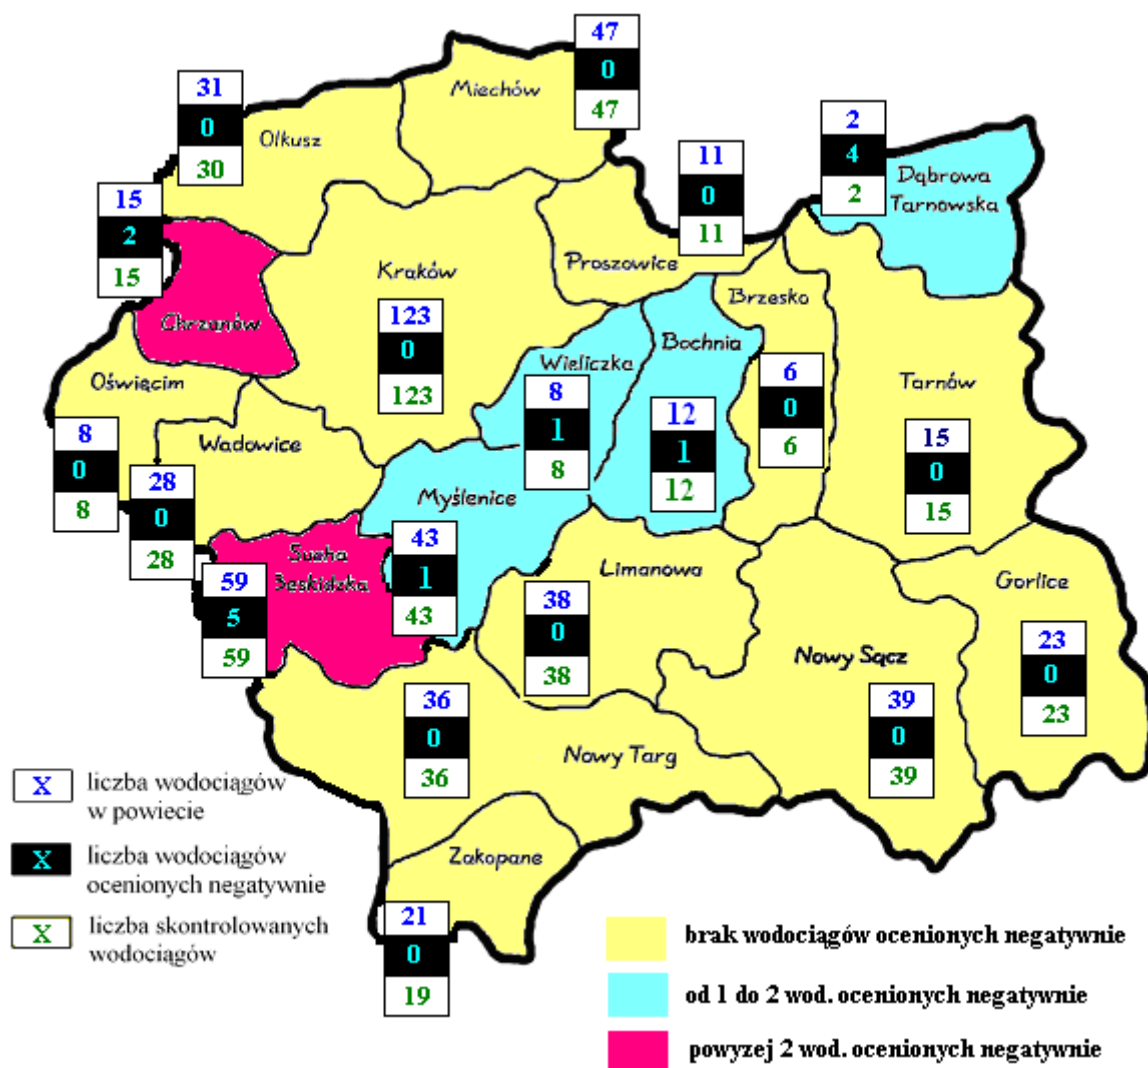 47
0
47
Miechów
31
0
30
Olkusz
2
4
2
Dąbrowa
Tarnowska
11
0
11
15
2
15
Chrzanów
Kraków
123
0
123
Proszowice
Brzesko
Bochnia
12
1
12
Wieliczka
8
1
8
6
0
6
Tarnów
15
0
15
Oświęcim
8
0
8
Wadowice
28
0
28
Myślenice
43
1
43
Sucha
Beskidzka
59
5
59
Limanowa
38
0
38
Gorlice
23
0
23
Nowy Sącz
39
0
39
36
0
36
Nowy Targ
Zakopane
21
0
19
X liczba wodociągów
w powiecie
X liczba wodociągów
ocenionych negatywnie
X liczba skontrolowanych
wodociągów
brak wodociągów ocenionych negatywnie
od 1 do 2 wod. ocenionych negatywnie
powyzej 2 wod. ocenionych negatywnie